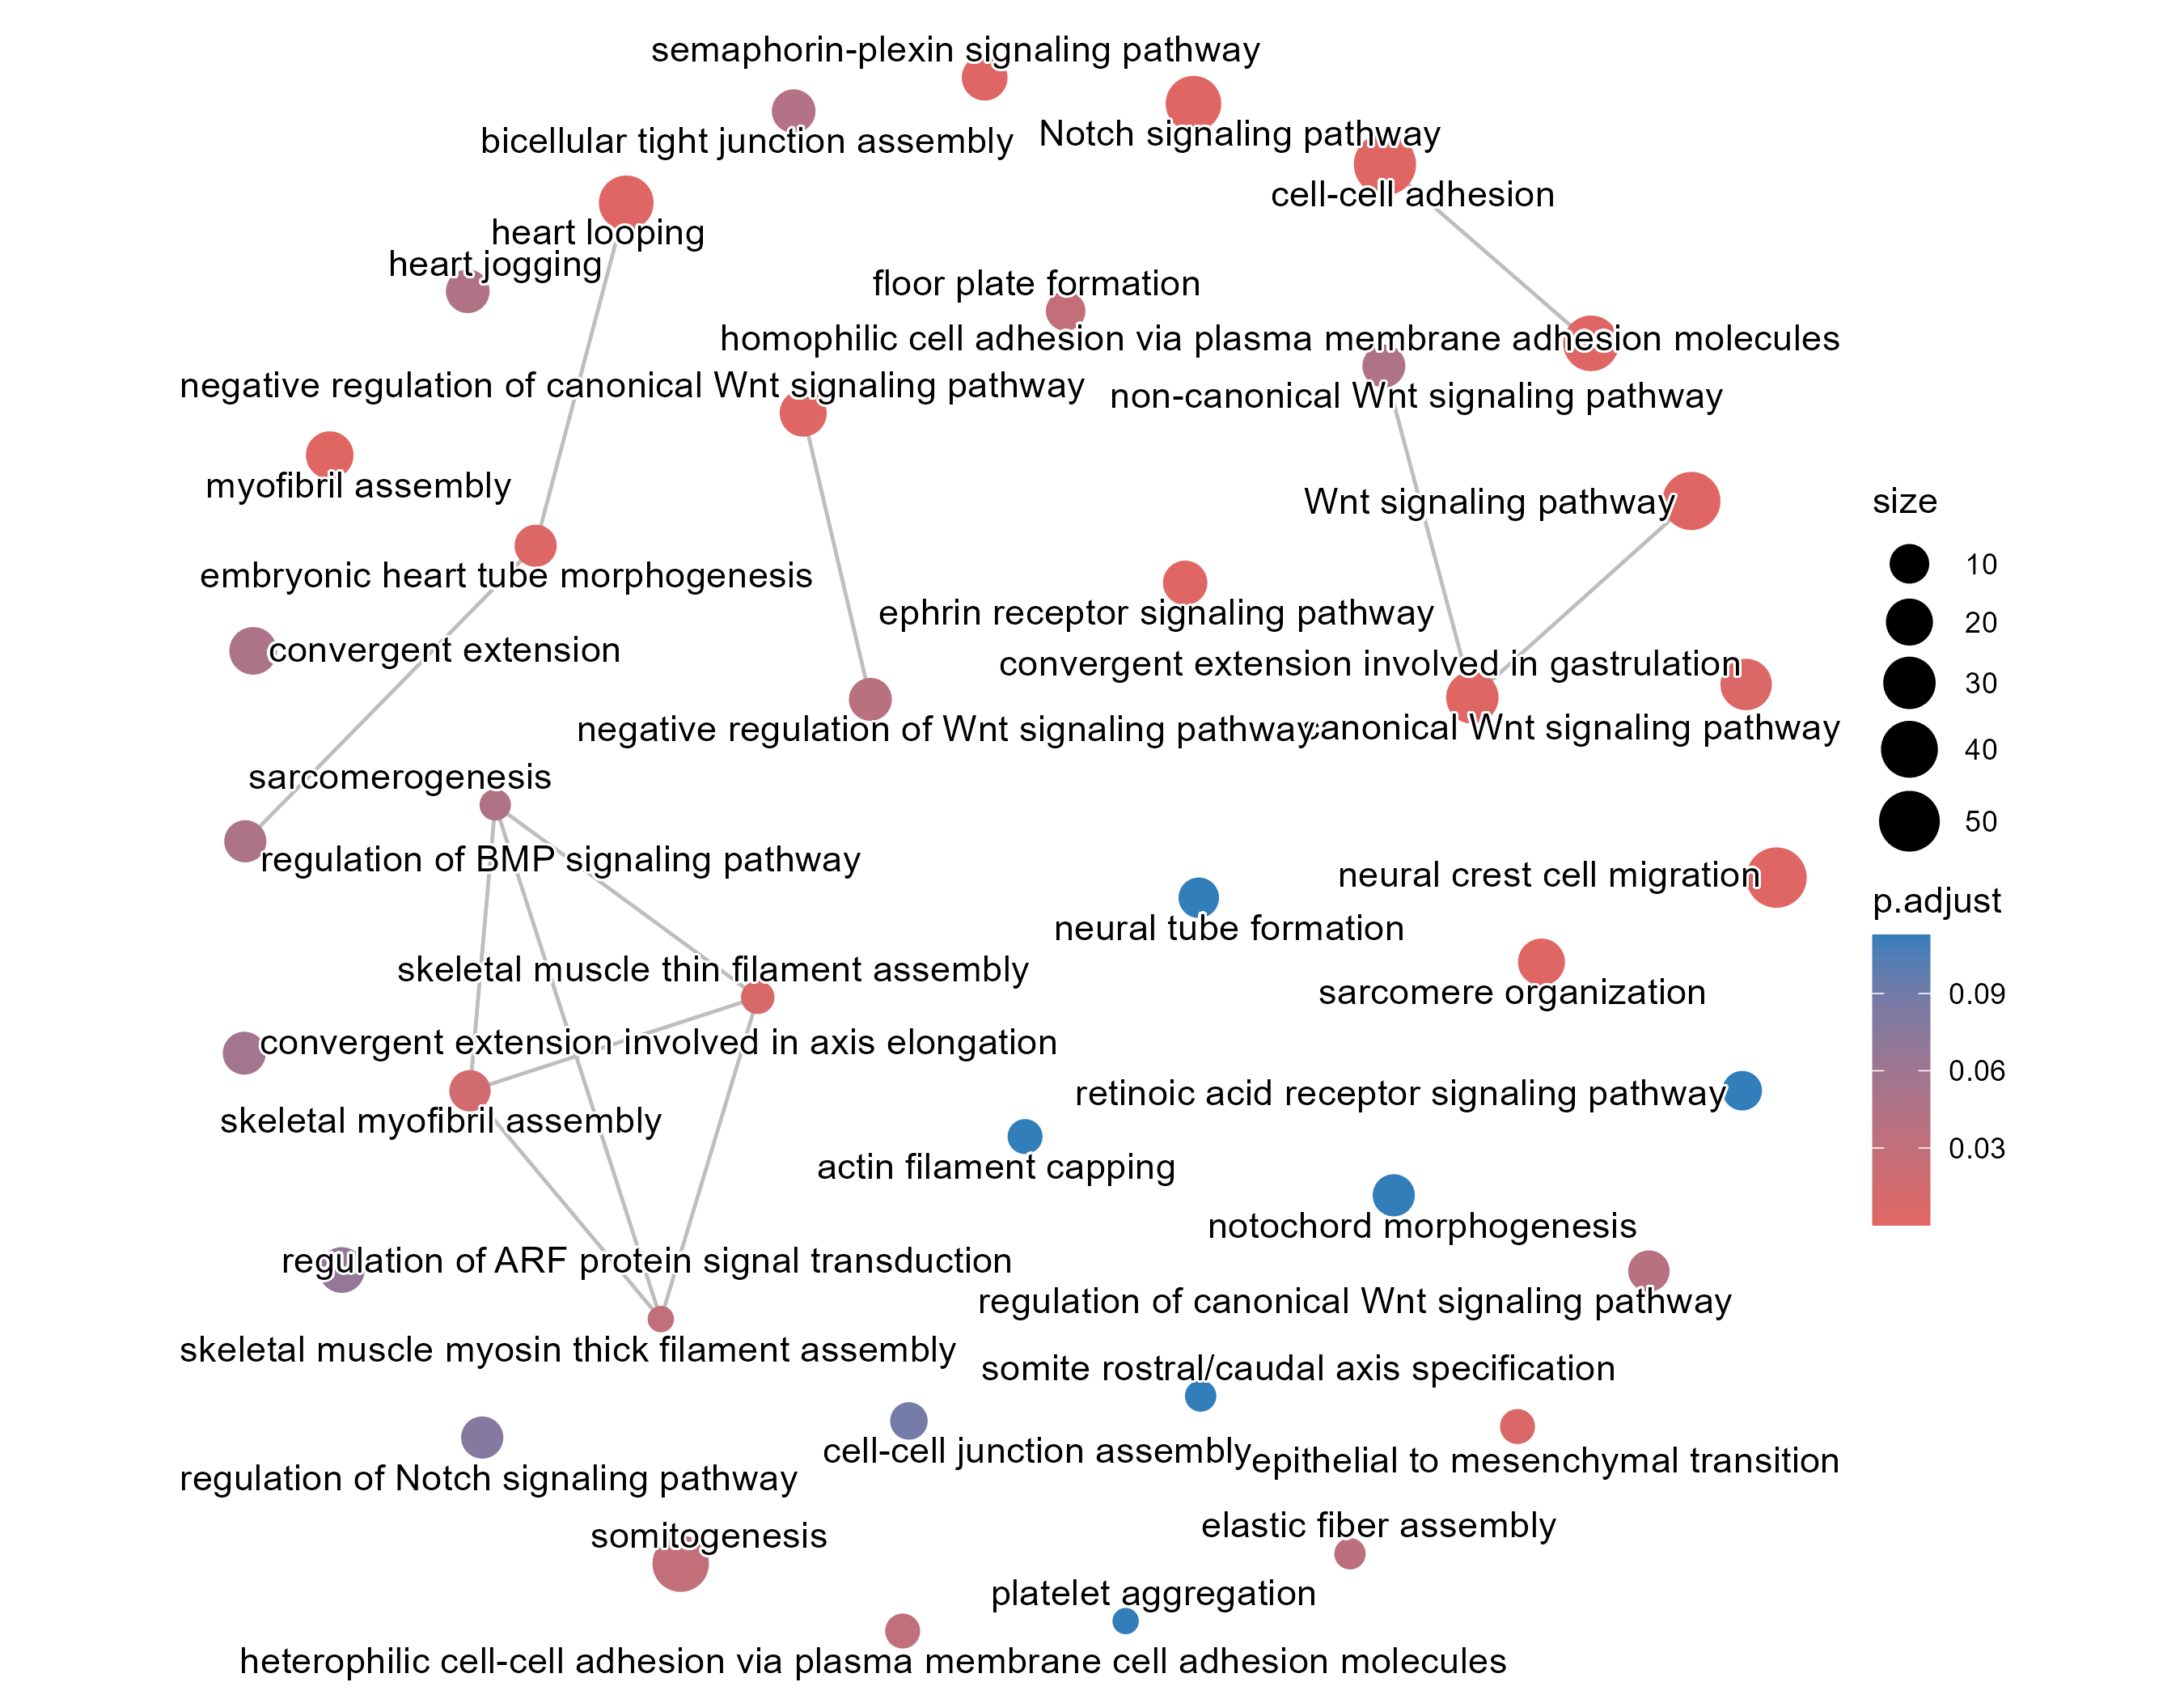 semaphorin-plexin signaling pathway
bicellular tight junction assembly
Notch signaling pathway
cell-cell adhesion
heart looping
heart jogging
floor plate formation
homophilic cell adhesion via plasma membrane adhesion molecules
negative regulation of canonical Wnt signaling pathway
non-canonical Wnt signaling pathway
myofibril assembly
Wnt signaling pathway
embryonic heart tube morphogenesis
ephrin receptor signaling pathway
convergent extension
convergent extension involved in gastrulation
negative regulation of Wnt signaling pathway
canonical Wnt signaling pathway
sarcomerogenesis
regulation of BMP signaling pathway
neural crest cell migration
neural tube formation
skeletal muscle thin filament assembly
sarcomere organization
convergent extension involved in axis elongation
retinoic acid receptor signaling pathway
skeletal myofibril assembly
actin filament capping
notochord morphogenesis
regulation of ARF protein signal transduction
regulation of canonical Wnt signaling pathway
skeletal muscle myosin thick filament assembly
somite rostral/caudal axis specification
cell-cell junction assembly
epithelial to mesenchymal transition
regulation of Notch signaling pathway
elastic fiber assembly
somitogenesis
platelet aggregation
heterophilic cell-cell adhesion via plasma membrane cell adhesion molecules
size
10
20
30
40
50
p.adjust
0.09
0.06
0.03